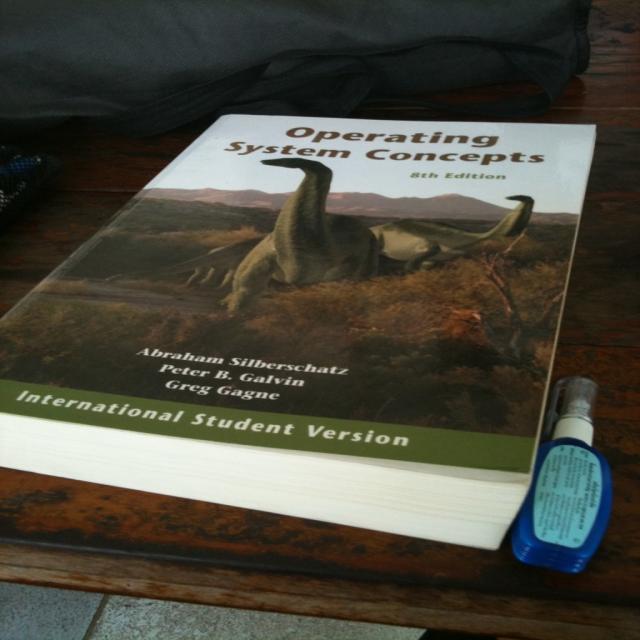 Operating
System Concepts
8th Edition
Abraham Silberschatz
Peter B. Galvin
Greg Gagne
International Student Version